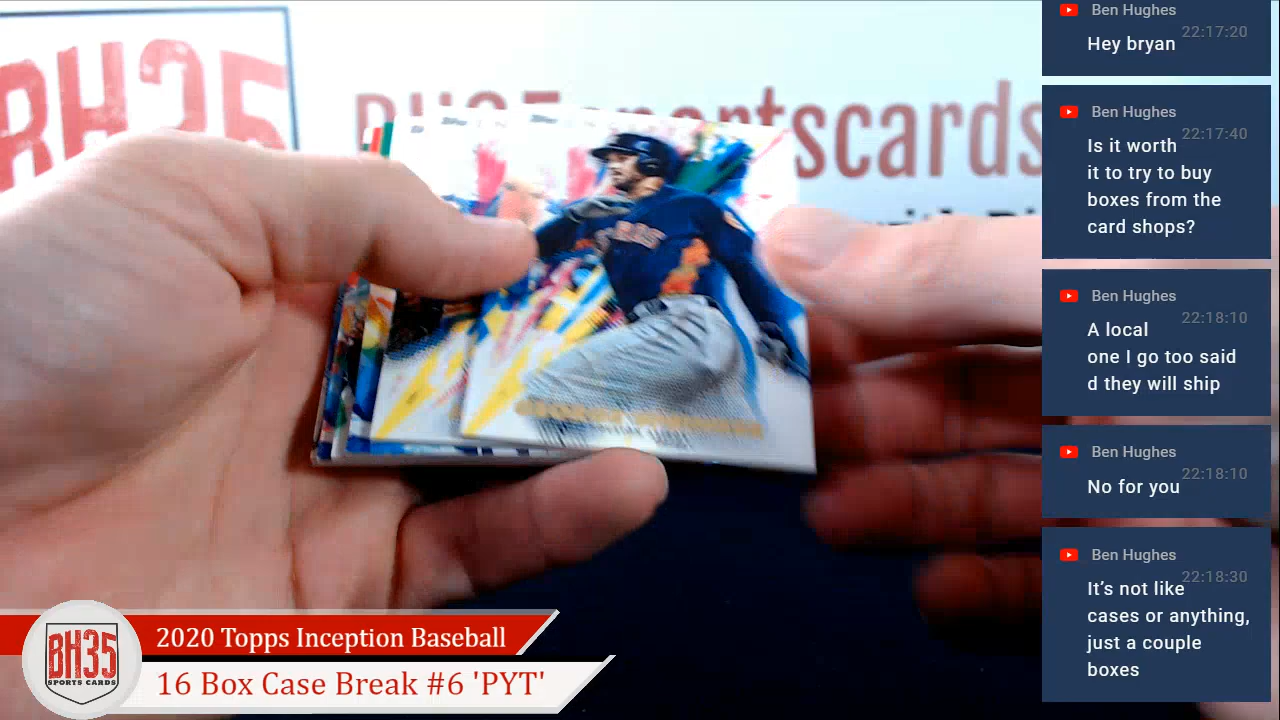 BH35
BH35 sportscards
Ben Hughes
22:17:20
Hey bryan
Ben Hughes
22:17:40
Is it worth
it to try to buy
boxes from the
card shops?
Ben Hughes
22:18:10
A local
one I go too said
d they will ship
Ben Hughes
22:18:10
No for you
Ben Hughes
22:18:30
It's not like
cases or anything,
just a couple
boxes
2020 Topps Inception Baseball
16 Box Case Break #6 'PYT'
BH35
SPORTS CARDS